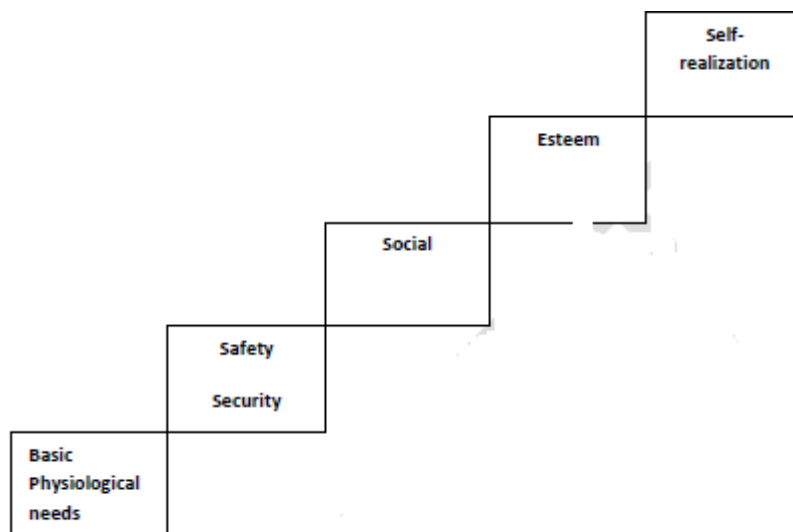 Self-
realization
Esteem
Social
Safety
Security
Basic
Physiological
needs